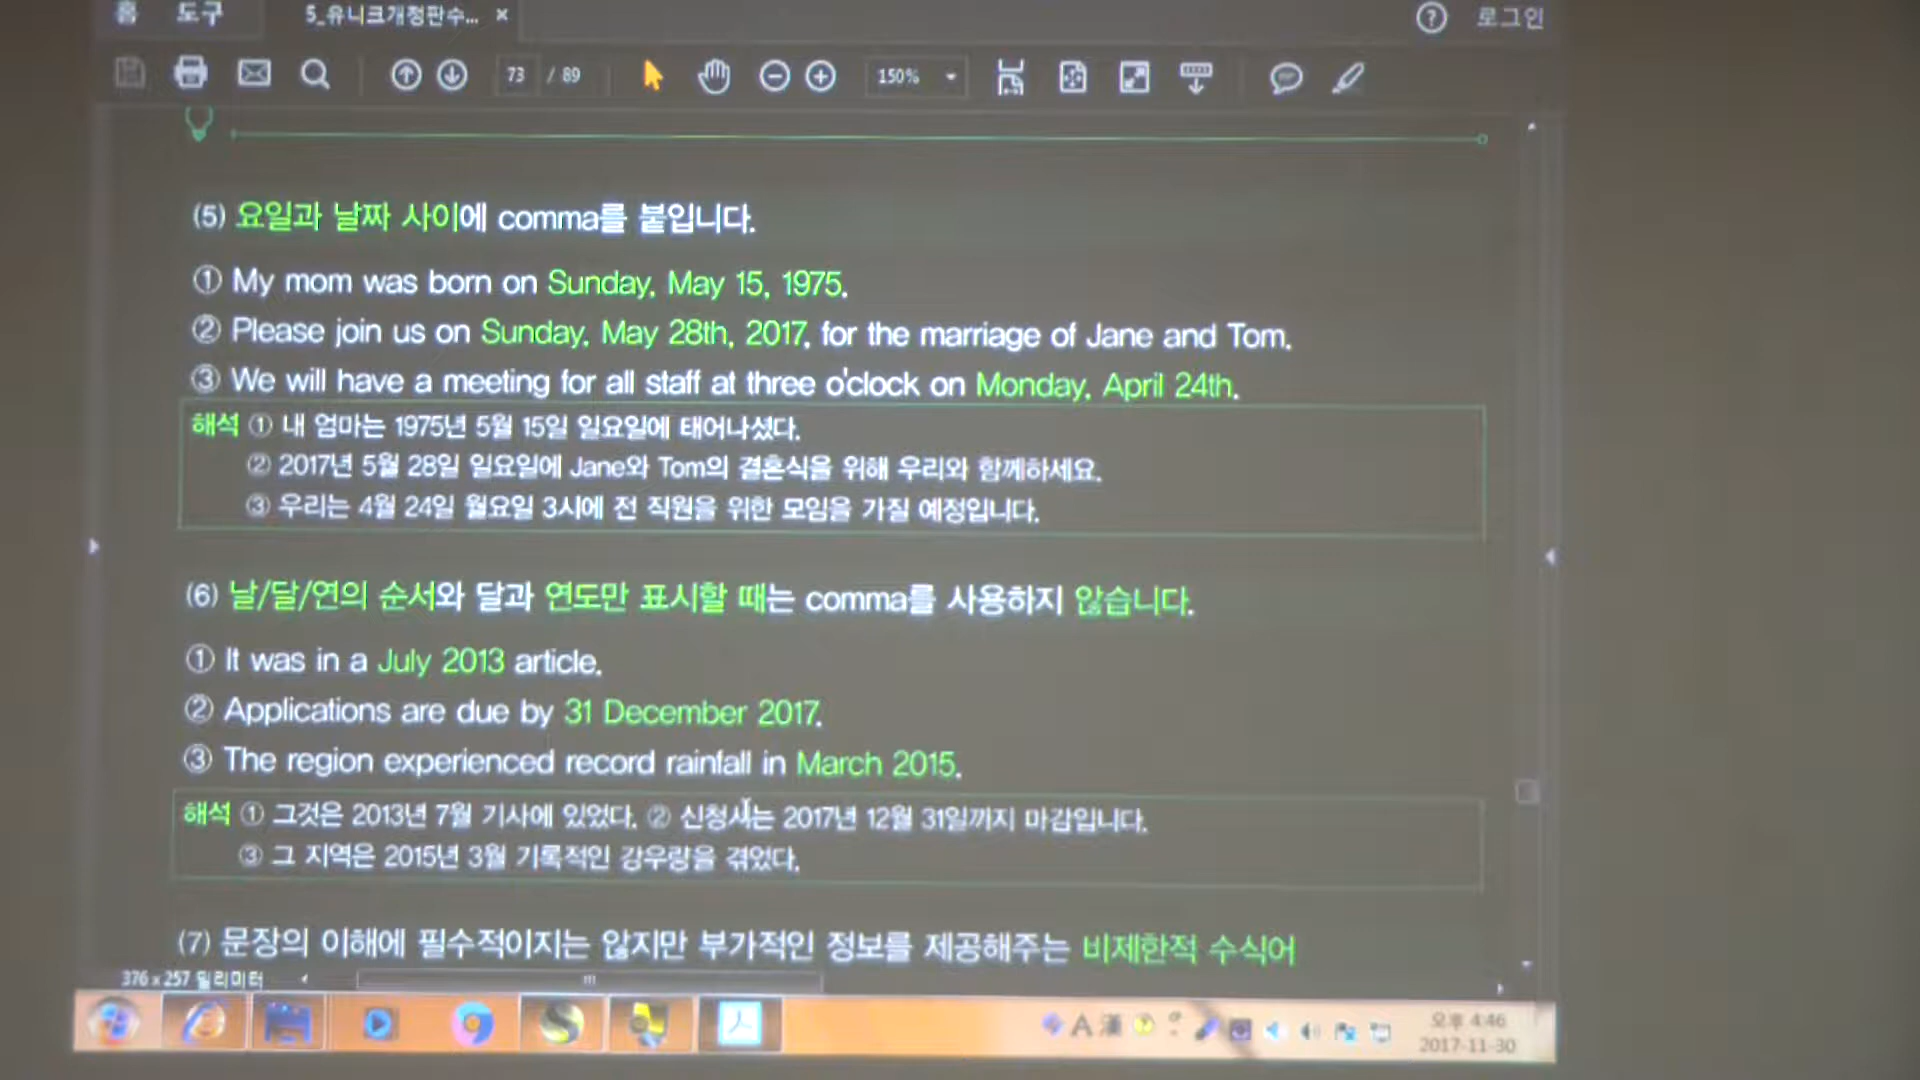 홈 도구 5_유니크개정판수... × 로그인
73 / 89 150%
(5) 요일과 날짜 사이에 comma를 붙입니다.
① My mom was born on Sunday, May 15, 1975.
② Please join us on Sunday, May 28th, 2017, for the marriage of Jane and Tom.
③ We will have a meeting for all staff at three o'clock on Monday, April 24th.
해석 ① 내 엄마는 1975년 5월 15일 일요일에 태어나셨다.
② 2017년 5월 28일 일요일에 Jane와 Tom의 결혼식을 위해 우리와 함께하세요.
③ 우리는 4월 24일 월요일 3시에 전 직원을 위한 모임을 가질 예정입니다.
(6) 날/달/연의 순서와 달과 연도만 표시할 때는 comma를 사용하지 않습니다.
① It was in a July 2013 article.
② Applications are due by 31 December 2017.
③ The region experienced record rainfall in March 2015.
해석 ① 그것은 2013년 7월 기사에 있었다. ② 신청서는 2017년 12월 31일까지 마감입니다.
③ 그 지역은 2015년 3월 기록적인 강우량을 겪었다.
(7) 문장의 이해에 필수적이지는 않지만 부가적인 정보를 제공해주는 비제한적 수식어
376 x 257 밀리미터
A 漢
오후 4:46
2017-11-30